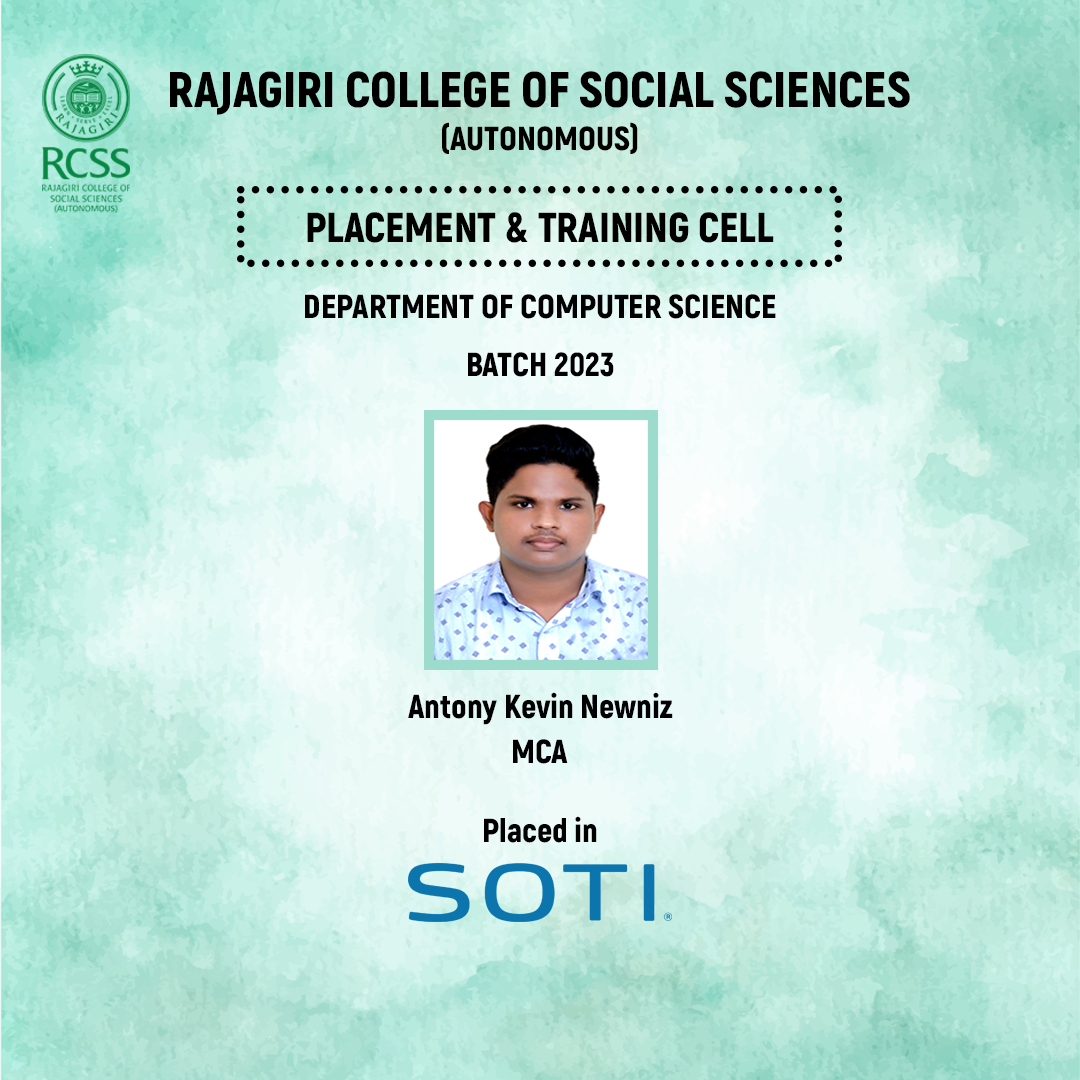 RAJAGIRI
RCSS
RAJAGIRI COLLEGE OF
SOCIAL SCIENCES
(AUTONOMOUS)
RAJAGIRI COLLEGE OF SOCIAL SCIENCES
(AUTONOMOUS)
PLACEMENT & TRAINING CELL
DEPARTMENT OF COMPUTER SCIENCE
BATCH 2023
Antony Kevin Newniz
MCA
Placed in
SOTI®